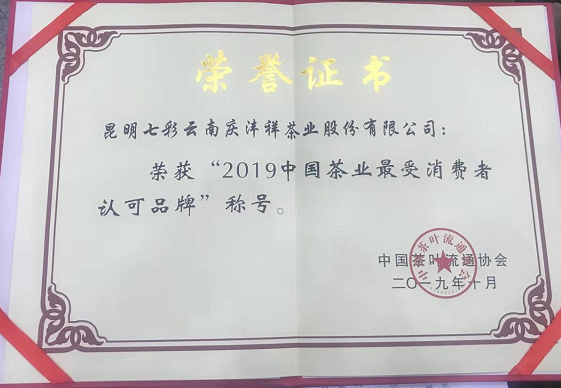 荣誉证书
昆明七彩云南庆沣祥茶业股份有限公司：
荣获“2019中国茶业最受消费者
认可品牌”称号。
中国茶叶流通协会
二〇一九年十月